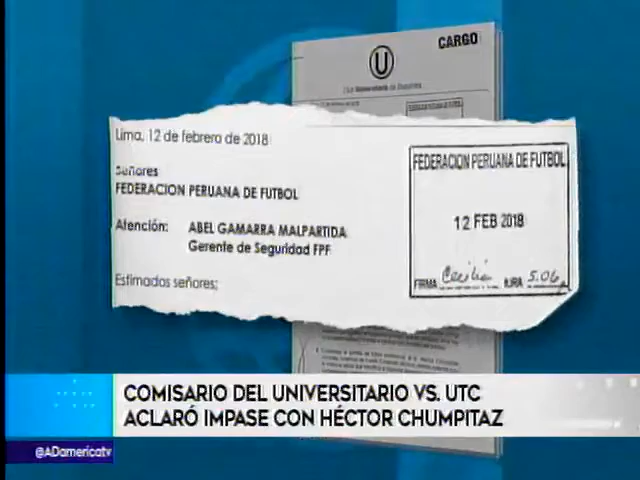 CARGO
U
Lima, 12 de febrero de 2018
Señores
FEDERACION PERUANA DE FUTBOL
Atención: ABEL GAMARRA MALPARTIDA
Gerente de Seguridad FPF
Estimados señores;
FEDERACION PERUANA DE FUTBOL
12 FEB 2018
FIRMA Cecilia HORA 5.06
COMISARIO DEL UNIVERSITARIO VS. UTC
ACLARÓ IMPASE CON HÉCTOR CHUMPITAZ
@ADamericatv